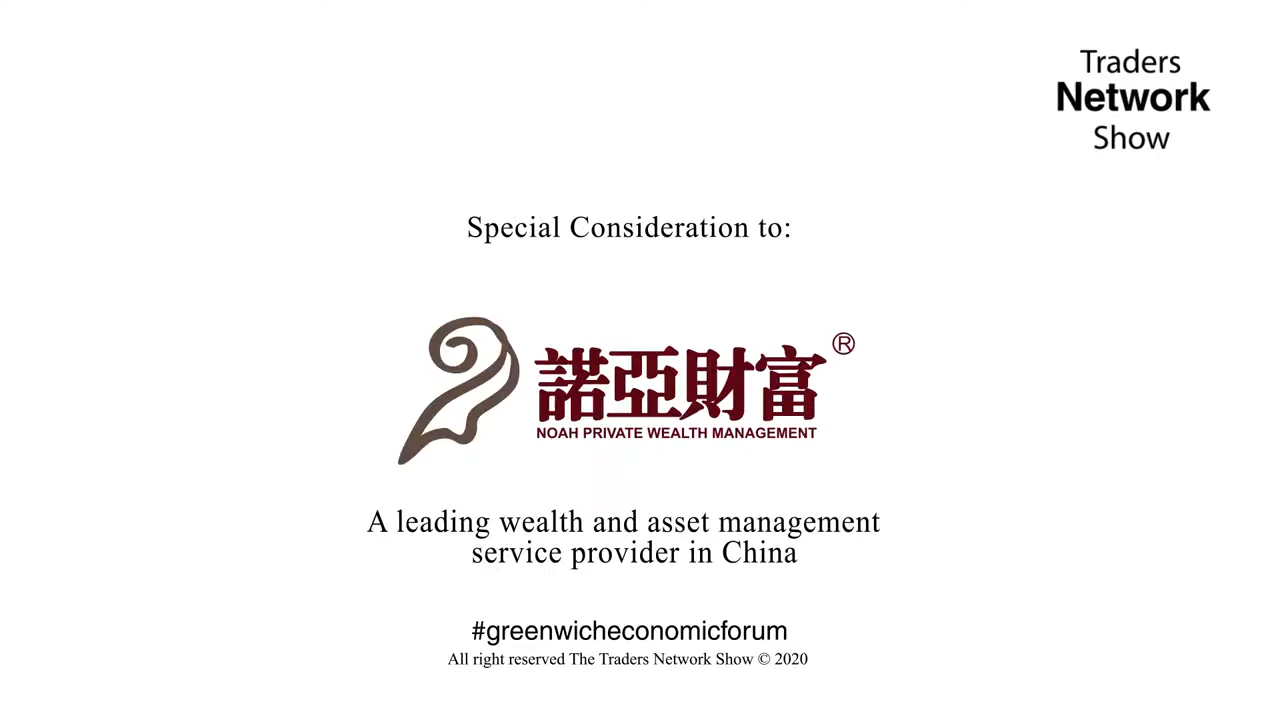 Traders
Network
Show
Special Consideration to:
諾亞財富®
NOAH PRIVATE WEALTH MANAGEMENT
A leading wealth and asset management
service provider in China
#greenwicheconomicforum
All right reserved The Traders Network Show © 2020